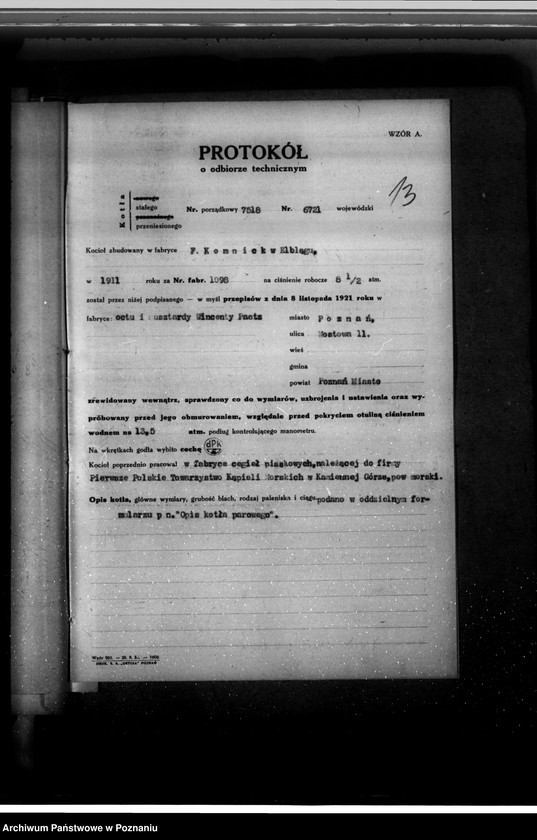 WZÓR A.
13
PROTOKÓŁ
o odbiorze technicznym
Kotła
nowego
stałego
przeniesionego
Nr. porządkowy 7518 Nr. 6721 wojewódzki
Kocioł zbudowany w fabryce F. Komnick w Elblągu,
w 1911 roku za Nr. fabr. 1098 na ciśnienie robocze 8 1/2 atm.
został przez niżej podpisanego — w myśl przepisów z dnia 8 listopada 1921 roku w
fabryce: octu i musztardy Wincenty Paetz
miasto Poznań,
ulica Mostowa 11.
wieś
gmina
powiat Poznań Miasto
zrewidowany wewnątrz, sprawdzony co do wymiarów, uzbrojenia i ustawienia oraz wy-
próbowany przed jego obmurowaniem, względnie przed pokryciem otuliną ciśnieniem
wodnem na 13,5 atm. podług kontrolującego manometru.
Na wkrętkach godła wybito cechę DPK
Kocioł poprzednio pracował w fabryce cegieł piaskowych, należącej do firmy
Pierwsze Polskie Towarzystwo Kąpieli Morskich w Kamiennej Górze, pow morski.
Opis kotła, główne wymiary, grubość blach, rodzaj paleniska i ciągu podano w oddzielnym for-
mularzu p n. "Opis kotła parowego".
Archiwum Państwowe w Poznaniu